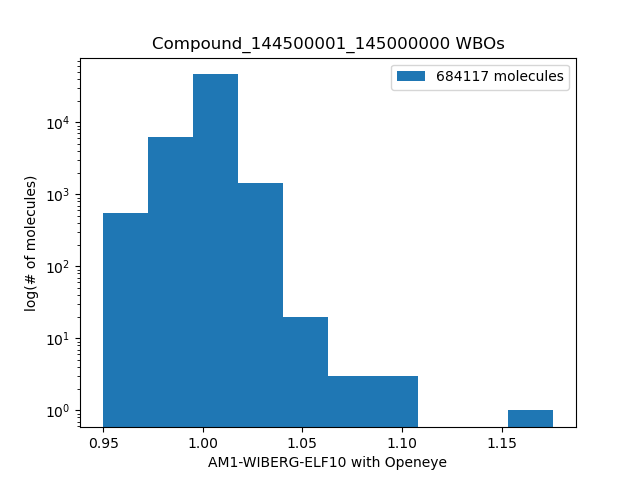 Compound_144500001_145000000 WBOs
684117 molecules
log(# of molecules)
10⁴
10³
10²
10¹
10⁰
0.95 1.00 1.05 1.10 1.15
AM1-WIBERG-ELF10 with Openeye